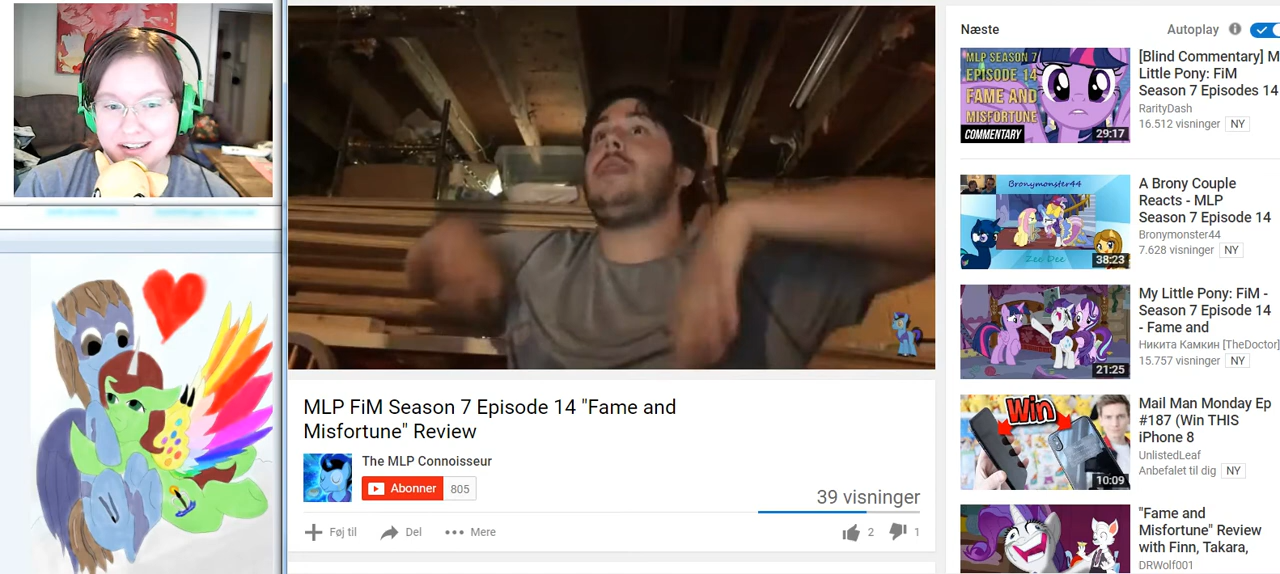 MLP FiM Season 7 Episode 14 "Fame and
Misfortune" Review
The MLP Connoisseur
Abonner 805
39 visninger
Føj til Del Mere 2 1
Næste Autoplay
MLP SEASON 7
EPISODE 14
FAME AND
MISFORTUNE
COMMENTARY
29:17
[Blind Commentary] M
Little Pony: FiM
Season 7 Episodes 14
RarityDash
16.512 visninger NY
Bronymonster44
Zee Dee
38:23
A Brony Couple
Reacts - MLP
Season 7 Episode 14
Bronymonster44
7.628 visninger NY
21:25
My Little Pony: FiM -
Season 7 Episode 14
- Fame and
Никита Камкин [TheDoctor]
15.757 visninger NY
Win
10:09
Mail Man Monday Ep
#187 (Win THIS
iPhone 8
UnlistedLeaf
Anbefalet til dig NY
"Fame and
Misfortune" Review
with Finn, Takara,
DRWolf001